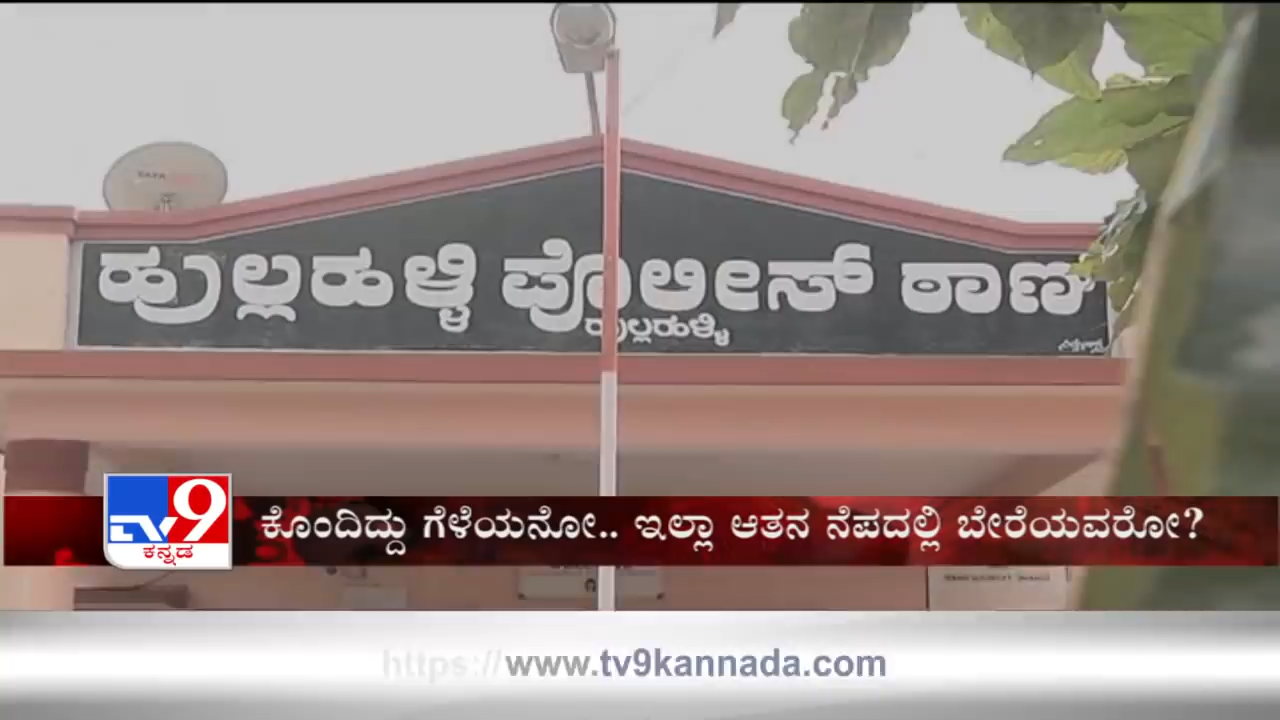 ಹುಲ್ಲಹಳ್ಳಿ ಪೊಲೀಸ್ ಠಾಣೆ
ಹುಲ್ಲಹಳ್ಳಿ
TV9
ಕನ್ನಡ
ಕೊಂದಿದ್ದು ಗೆಳೆಯನೋ.. ಇಲ್ಲಾ ಆತನ ನೆಪದಲ್ಲಿ ಬೇರೆಯವರೋ?
https://www.tv9kannada.com